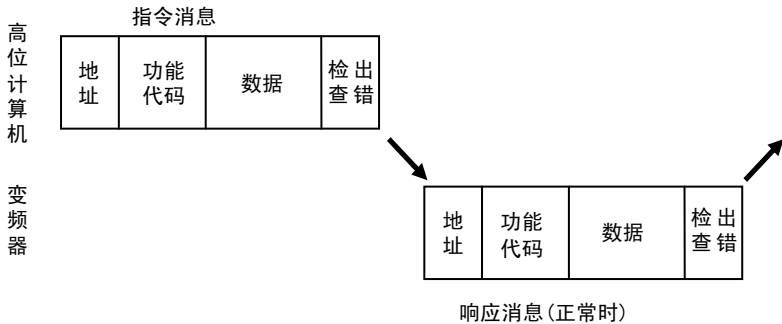 指令消息
高位计算机
地址
功能代码
数据
检出
查错
变频器
地址
功能代码
数据
检出
查错
响应消息(正常时)